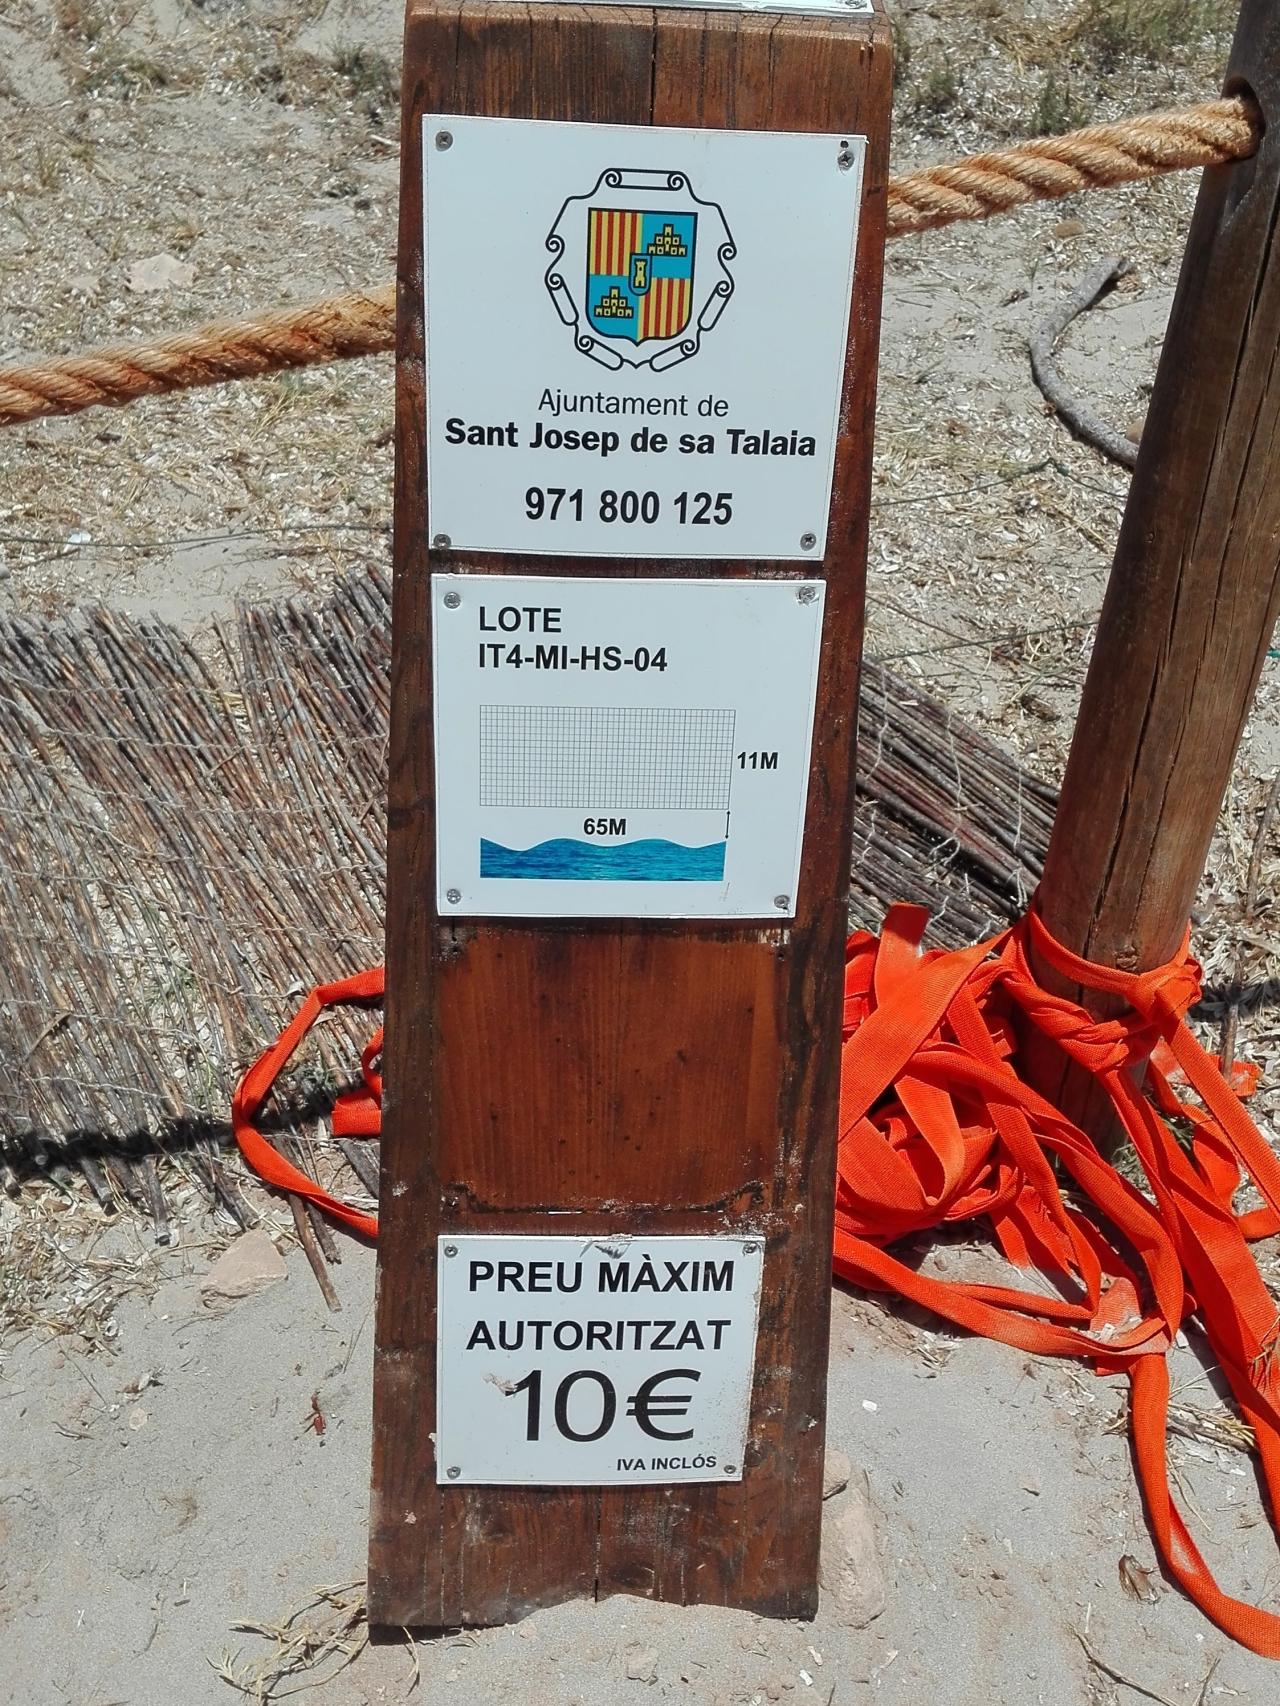 Ajuntament de
Sant Josep de sa Talaia
971 800 125
LOTE
IT4-MI-HS-04
11M
65M
PREU MÀXIM
AUTORITZAT
10€
IVA INCLÓS